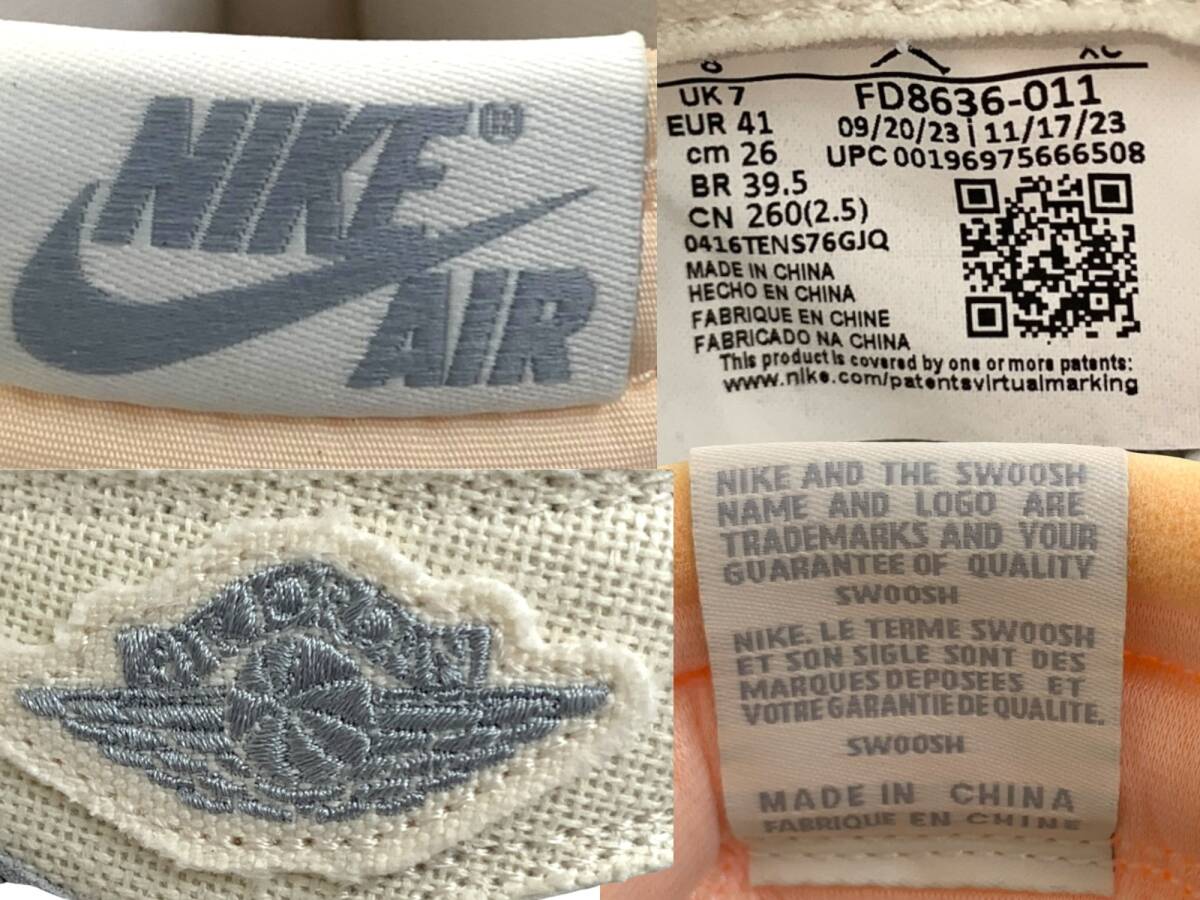 NIKE®
AIR
UK 7
EUR 41
cm 26
BR 39.5
CN 260(2.5)
FD8636-011
09/20/23 | 11/17/23
UPC 00196975666508
0416TENS76GJQ
MADE IN CHINA
HECHO EN CHINA
FABRIQUE EN CHINE
FABRICADO NA CHINA
This product is covered by one or more patents:
www.nike.com/patentsvirtualmarking
NIKE AND THE SWOOSH
NAME AND LOGO ARE
TRADEMARKS AND YOUR
GUARANTEE OF QUALITY
SWOOSH
NIKE. LE TERME SWOOSH
ET SON SIGLE SONT DES
MARQUES DEPOSEES ET
VOTRE GARANTIE DE QUALITE.
SWOOSH
MADE IN CHINA
FABRIQUE EN CHINE